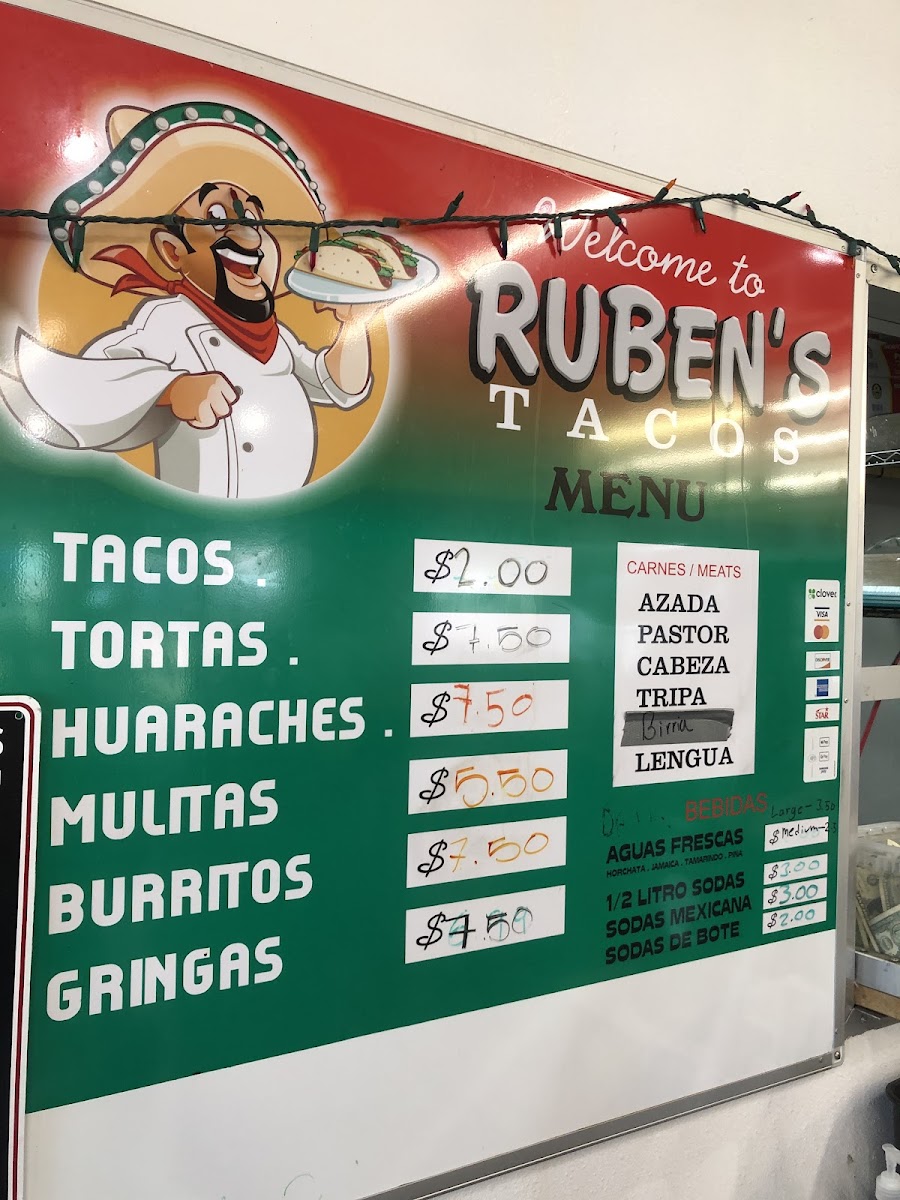 Welcome to
RUBEN'S
TACOS
MENU
TACOS . $2.00
TORTAS . $7.50
HUARACHES . $7.50
MULITAS $5.50
BURRITOS $7.50
GRINGAS $7.50
CARNES / MEATS
AZADA
PASTOR
CABEZA
TRIPA
Birria
LENGUA
BEBIDAS
Large - 3.50
AGUAS FRESCAS $ Medium -
HORCHATA . JAMAICA . TAMARINDO . PIÑA
1/2 LITRO SODAS $3.00
SODAS MEXICANA $3.00
SODAS DE BOTE $2.00
clover
VISA
DISCOVER
STAR